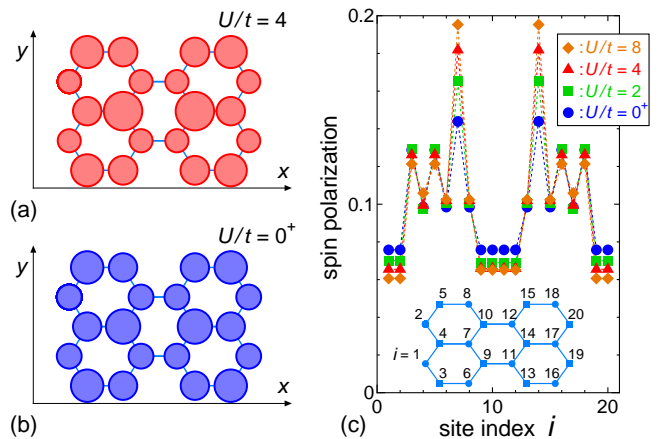 U/t = 4
y
x
(a)
U/t = 0⁺
y
x
(b)
spin polarization
0.2
0.1
0
: U/t = 8
: U/t = 4
: U/t = 2
: U/t = 0⁺
5 8 15 18
2 10 12 20
4 7 14 17
i = 1 9 11 19
3 6 13 16
0 10 20
(c) site index i